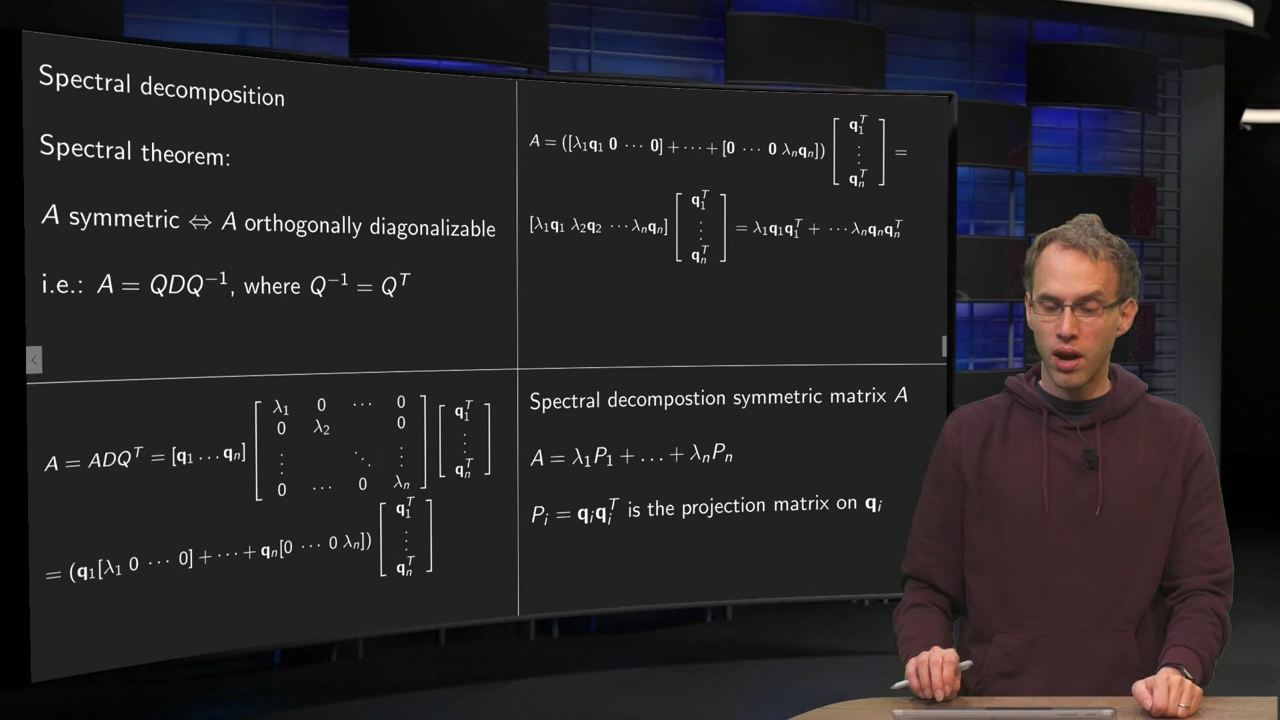 Spectral decomposition
Spectral theorem:
A symmetric ⇔ A orthogonally diagonalizable
i.e.: A = QDQ⁻¹, where Q⁻¹ = Qᵀ
A = ([λ₁q₁ 0 ⋯ 0] + ⋯ + [0 ⋯ 0 λₙqₙ]) [q₁ᵀ ⋮ qₙᵀ] =
[λ₁q₁ λ₂q₂ ⋯ λₙqₙ] [q₁ᵀ ⋮ qₙᵀ] = λ₁q₁q₁ᵀ + ⋯ λₙqₙqₙᵀ
A = ADQᵀ = [q₁ … qₙ] [λ₁ 0 ⋯ 0 0 λ₂ 0 ⋮ ⋱ ⋮ 0 ⋯ 0 λₙ] [q₁ᵀ ⋮ qₙᵀ]
= (q₁[λ₁ 0 ⋯ 0] + ⋯ + qₙ[0 ⋯ 0 λₙ]) [q₁ᵀ ⋮ qₙᵀ]
Spectral decompostion symmetric matrix A
A = λ₁P₁ + … + λₙPₙ
Pᵢ = qᵢqᵢᵀ is the projection matrix on qᵢ